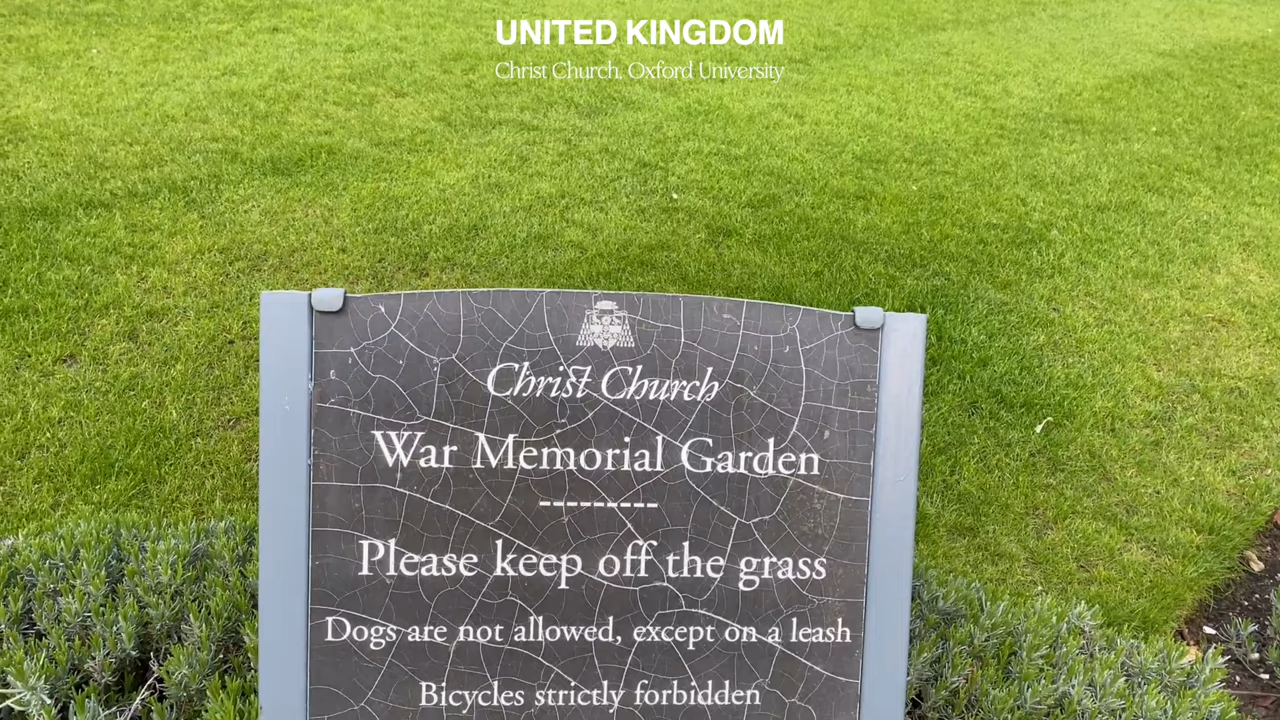 UNITED KINGDOM
Christ Church, Oxford University
Christ Church
War Memorial Garden
Please keep off the grass
Dogs are not allowed, except on a leash
Bicycles strictly forbidden